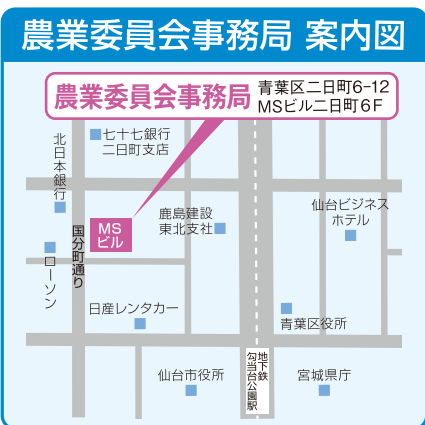 農業委員会事務局 案内図
農業委員会事務局
青葉区二日町6-12
MSビル二日町6F
七十七銀行
二日町支店
北日本銀行
鹿島建設
東北支社
仙台ビジネス
ホテル
MS
ビル
国分町通り
ローソン
日産レンタカー
青葉区役所
仙台市役所
地下鉄
勾当台公園駅
宮城県庁